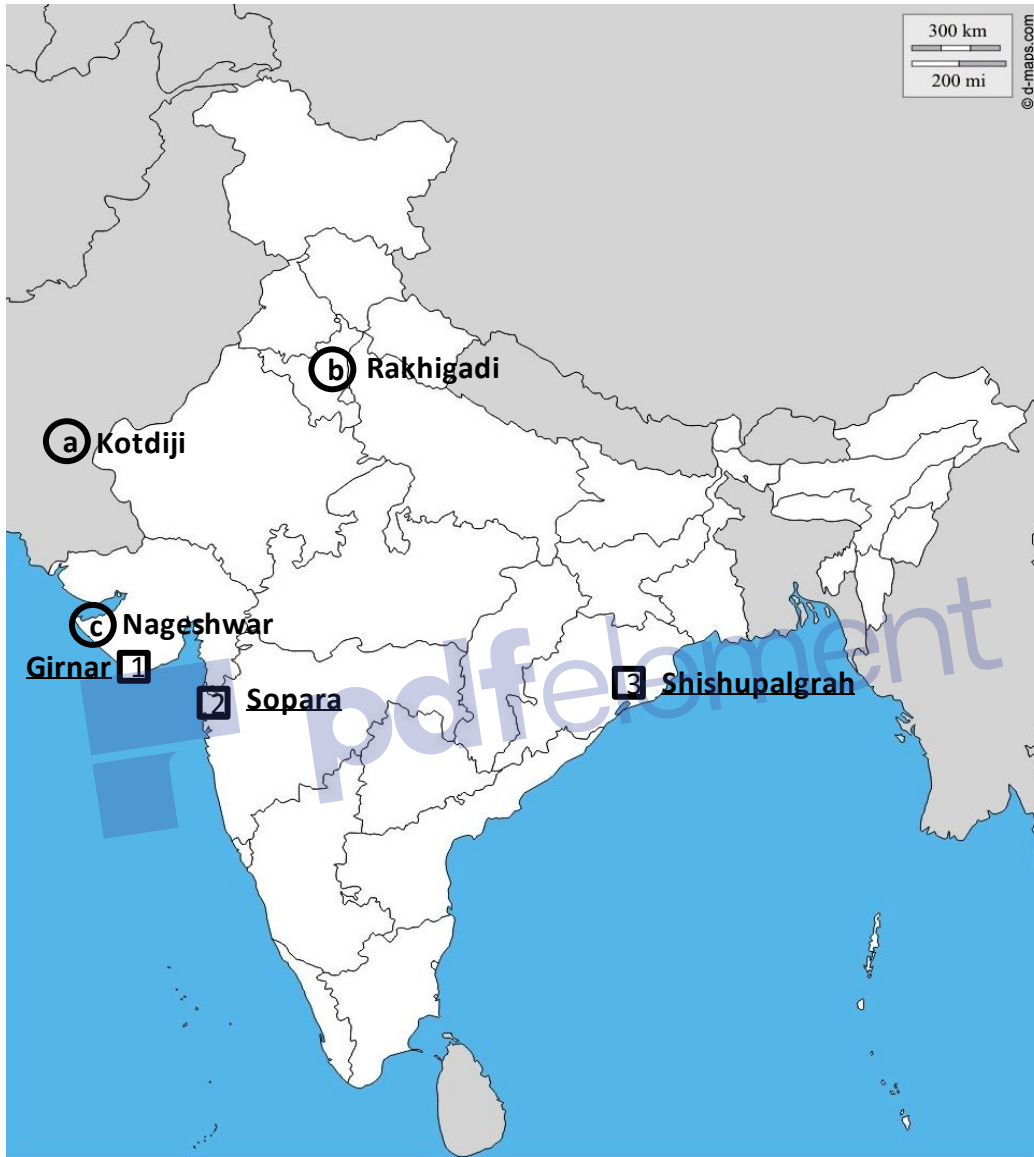 300 km
200 mi
© d-maps.com
b Rakhigadi
a Kotdiji
c Nageshwar
Girnar 1
2 Sopara
3 Shishupalgrah
pdfelement